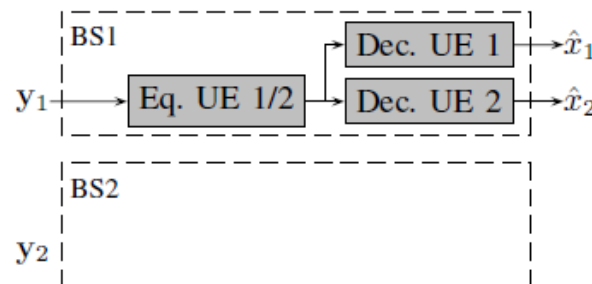 BS1
Dec. UE 1
x̂₁
y₁
Eq. UE 1/2
Dec. UE 2
x̂₂
BS2
y₂